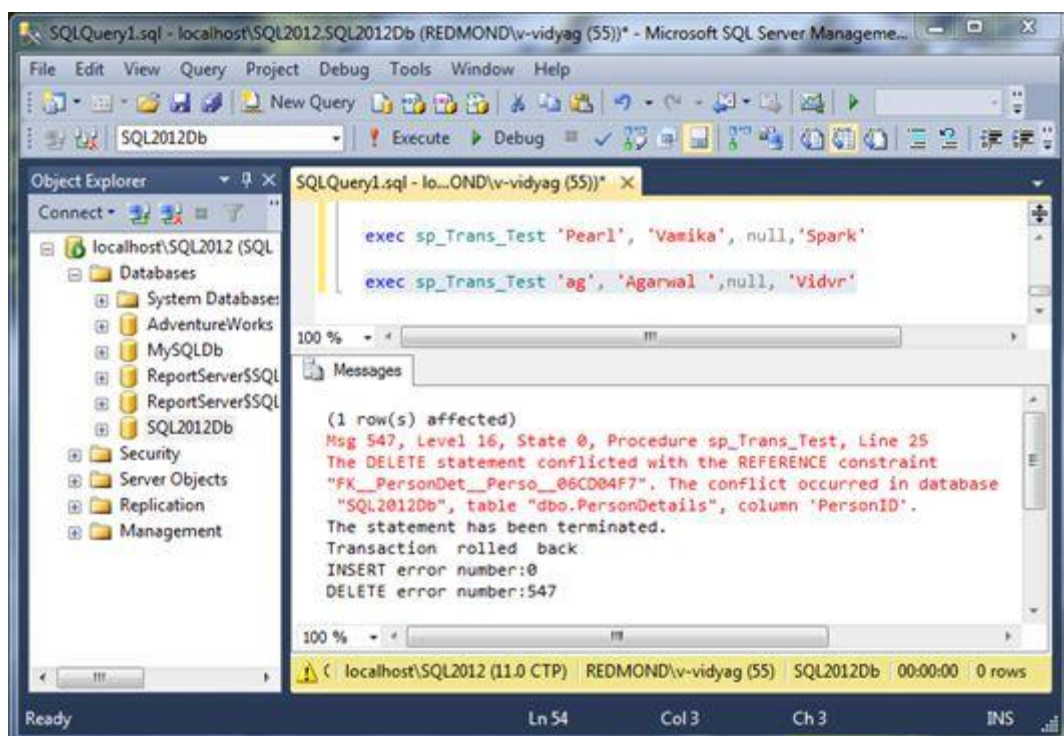 SQLQuery1.sql - localhost\SQL2012.SQL2012Db (REDMOND\v-vidyag (55))* - Microsoft SQL Server Manageme...
File Edit View Query Project Debug Tools Window Help
New Query
SQL2012Db Execute Debug
Object Explorer
Connect
localhost\SQL2012 (SQL
Databases
System Databases
AdventureWorks
MySQLDb
ReportServer$SQL
ReportServer$SQL
SQL2012Db
Security
Server Objects
Replication
Management
SQLQuery1.sql - lo...OND\v-vidyag (55))*
exec sp_Trans_Test 'Pearl', 'Vamika', null,'Spark'
exec sp_Trans_Test 'ag', 'Agarwal ',null, 'Vidvr'
100 %
Messages
(1 row(s) affected)
Msg 547, Level 16, State 0, Procedure sp_Trans_Test, Line 25
The DELETE statement conflicted with the REFERENCE constraint
"FK__PersonDet__Perso__06CD04F7". The conflict occurred in database
"SQL2012Db", table "dbo.PersonDetails", column 'PersonID'.
The statement has been terminated.
Transaction rolled back
INSERT error number:0
DELETE error number:547
100 %
localhost\SQL2012 (11.0 CTP) REDMOND\v-vidyag (55) SQL2012Db 00:00:00 0 rows
Ready Ln 54 Col 3 Ch 3 INS